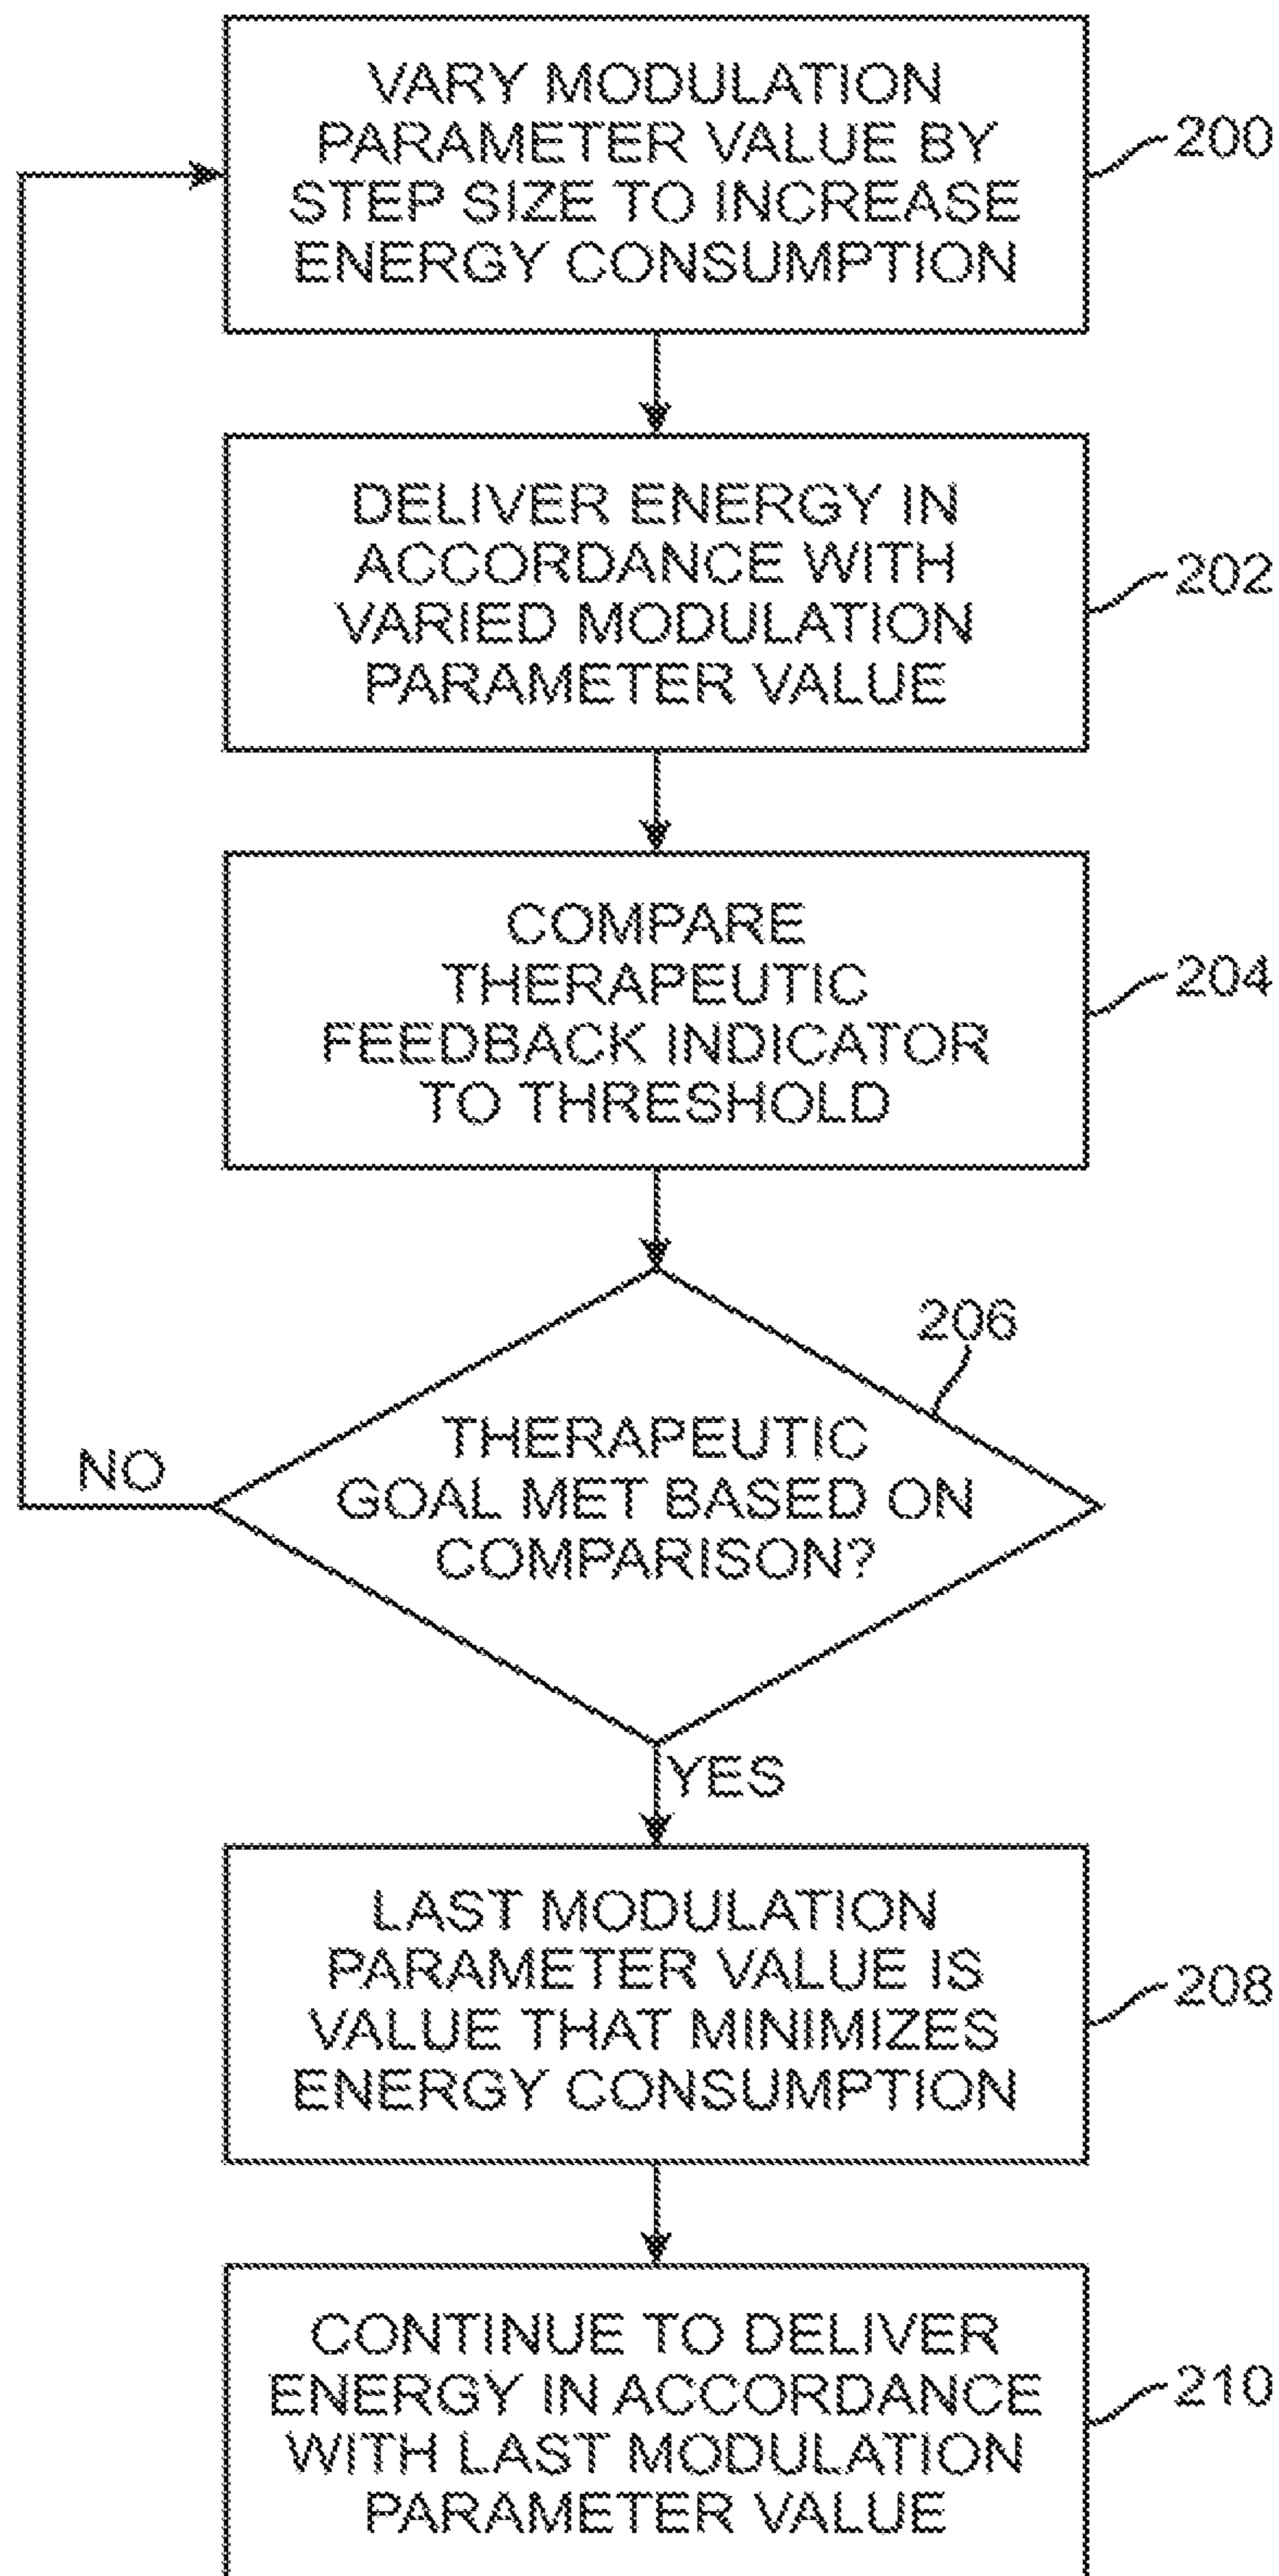 VARY MODULATION
PARAMETER VALUE BY
STEP SIZE TO INCREASE
ENERGY CONSUMPTION
200
DELIVER ENERGY IN
ACCORDANCE WITH
VARIED MODULATION
PARAMETER VALUE
202
COMPARE
THERAPEUTIC
FEEDBACK INDICATOR
TO THRESHOLD
204
206
THERAPEUTIC
GOAL MET BASED ON
COMPARISON?
NO
YES
LAST MODULATION
PARAMETER VALUE IS
VALUE THAT MINIMIZES
ENERGY CONSUMPTION
208
CONTINUE TO DELIVER
ENERGY IN ACCORDANCE
WITH LAST MODULATION
PARAMETER VALUE
210